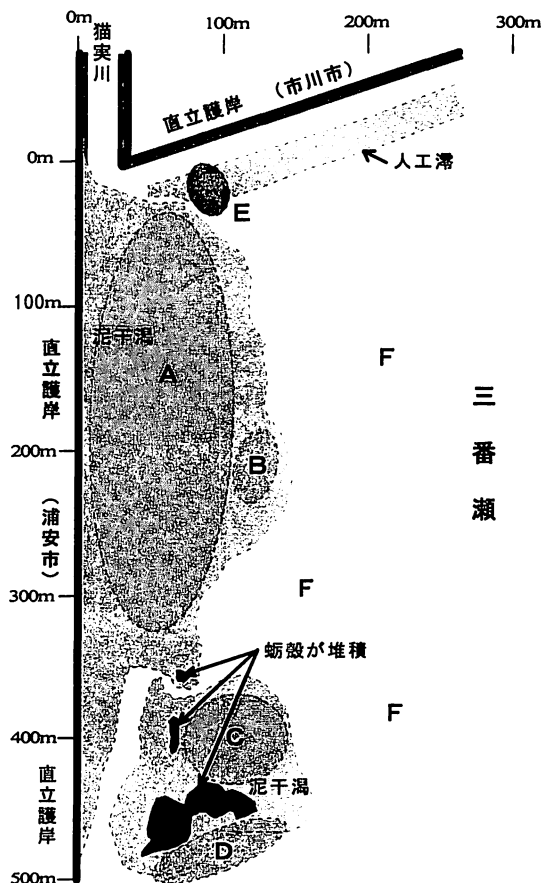 0m
100m
200m
300m
猫実川
直立護岸 (市川市)
0m
人工澪
E
100m
泥干潟
直立護岸
A
F
三番瀬
200m
B
(浦安市)
300m
F
蛎殻が堆積
F
400m
C
直立護岸
泥干潟
D
500m